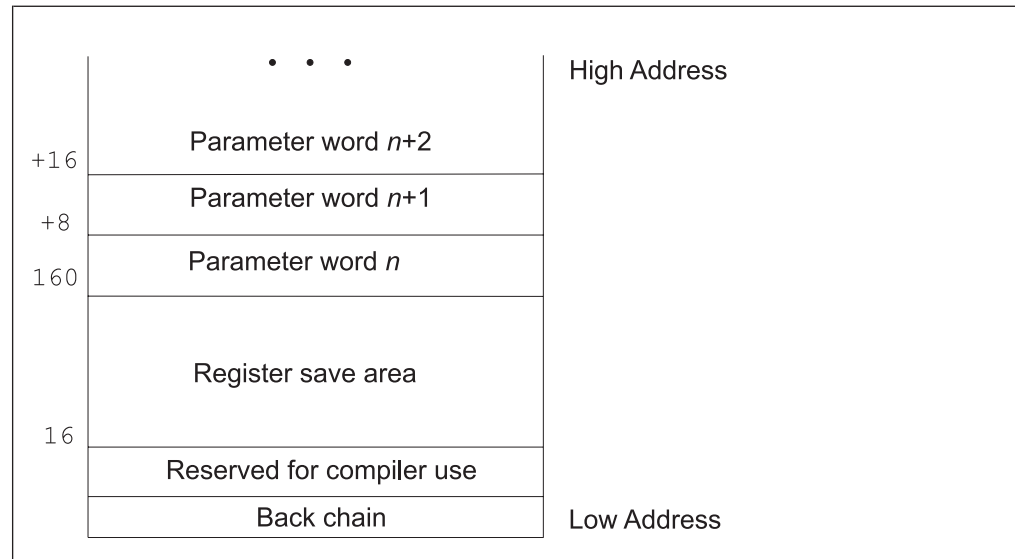 • • •
High Address
Parameter word n+2
+16
Parameter word n+1
+8
Parameter word n
160
Register save area
16
Reserved for compiler use
Back chain
Low Address